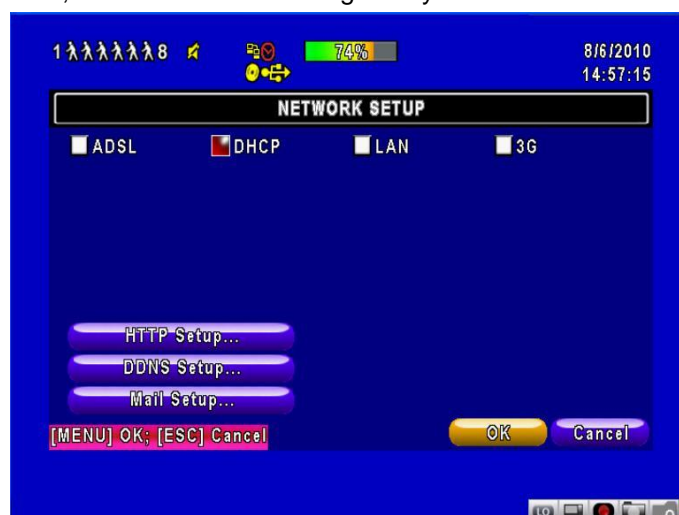 1 8 74% 8/6/2010
14:57:15
NETWORK SETUP
ADSL DHCP LAN 3G
HTTP Setup...
DDNS Setup...
Mail Setup...
[MENU] OK; [ESC] Cancel OK Cancel